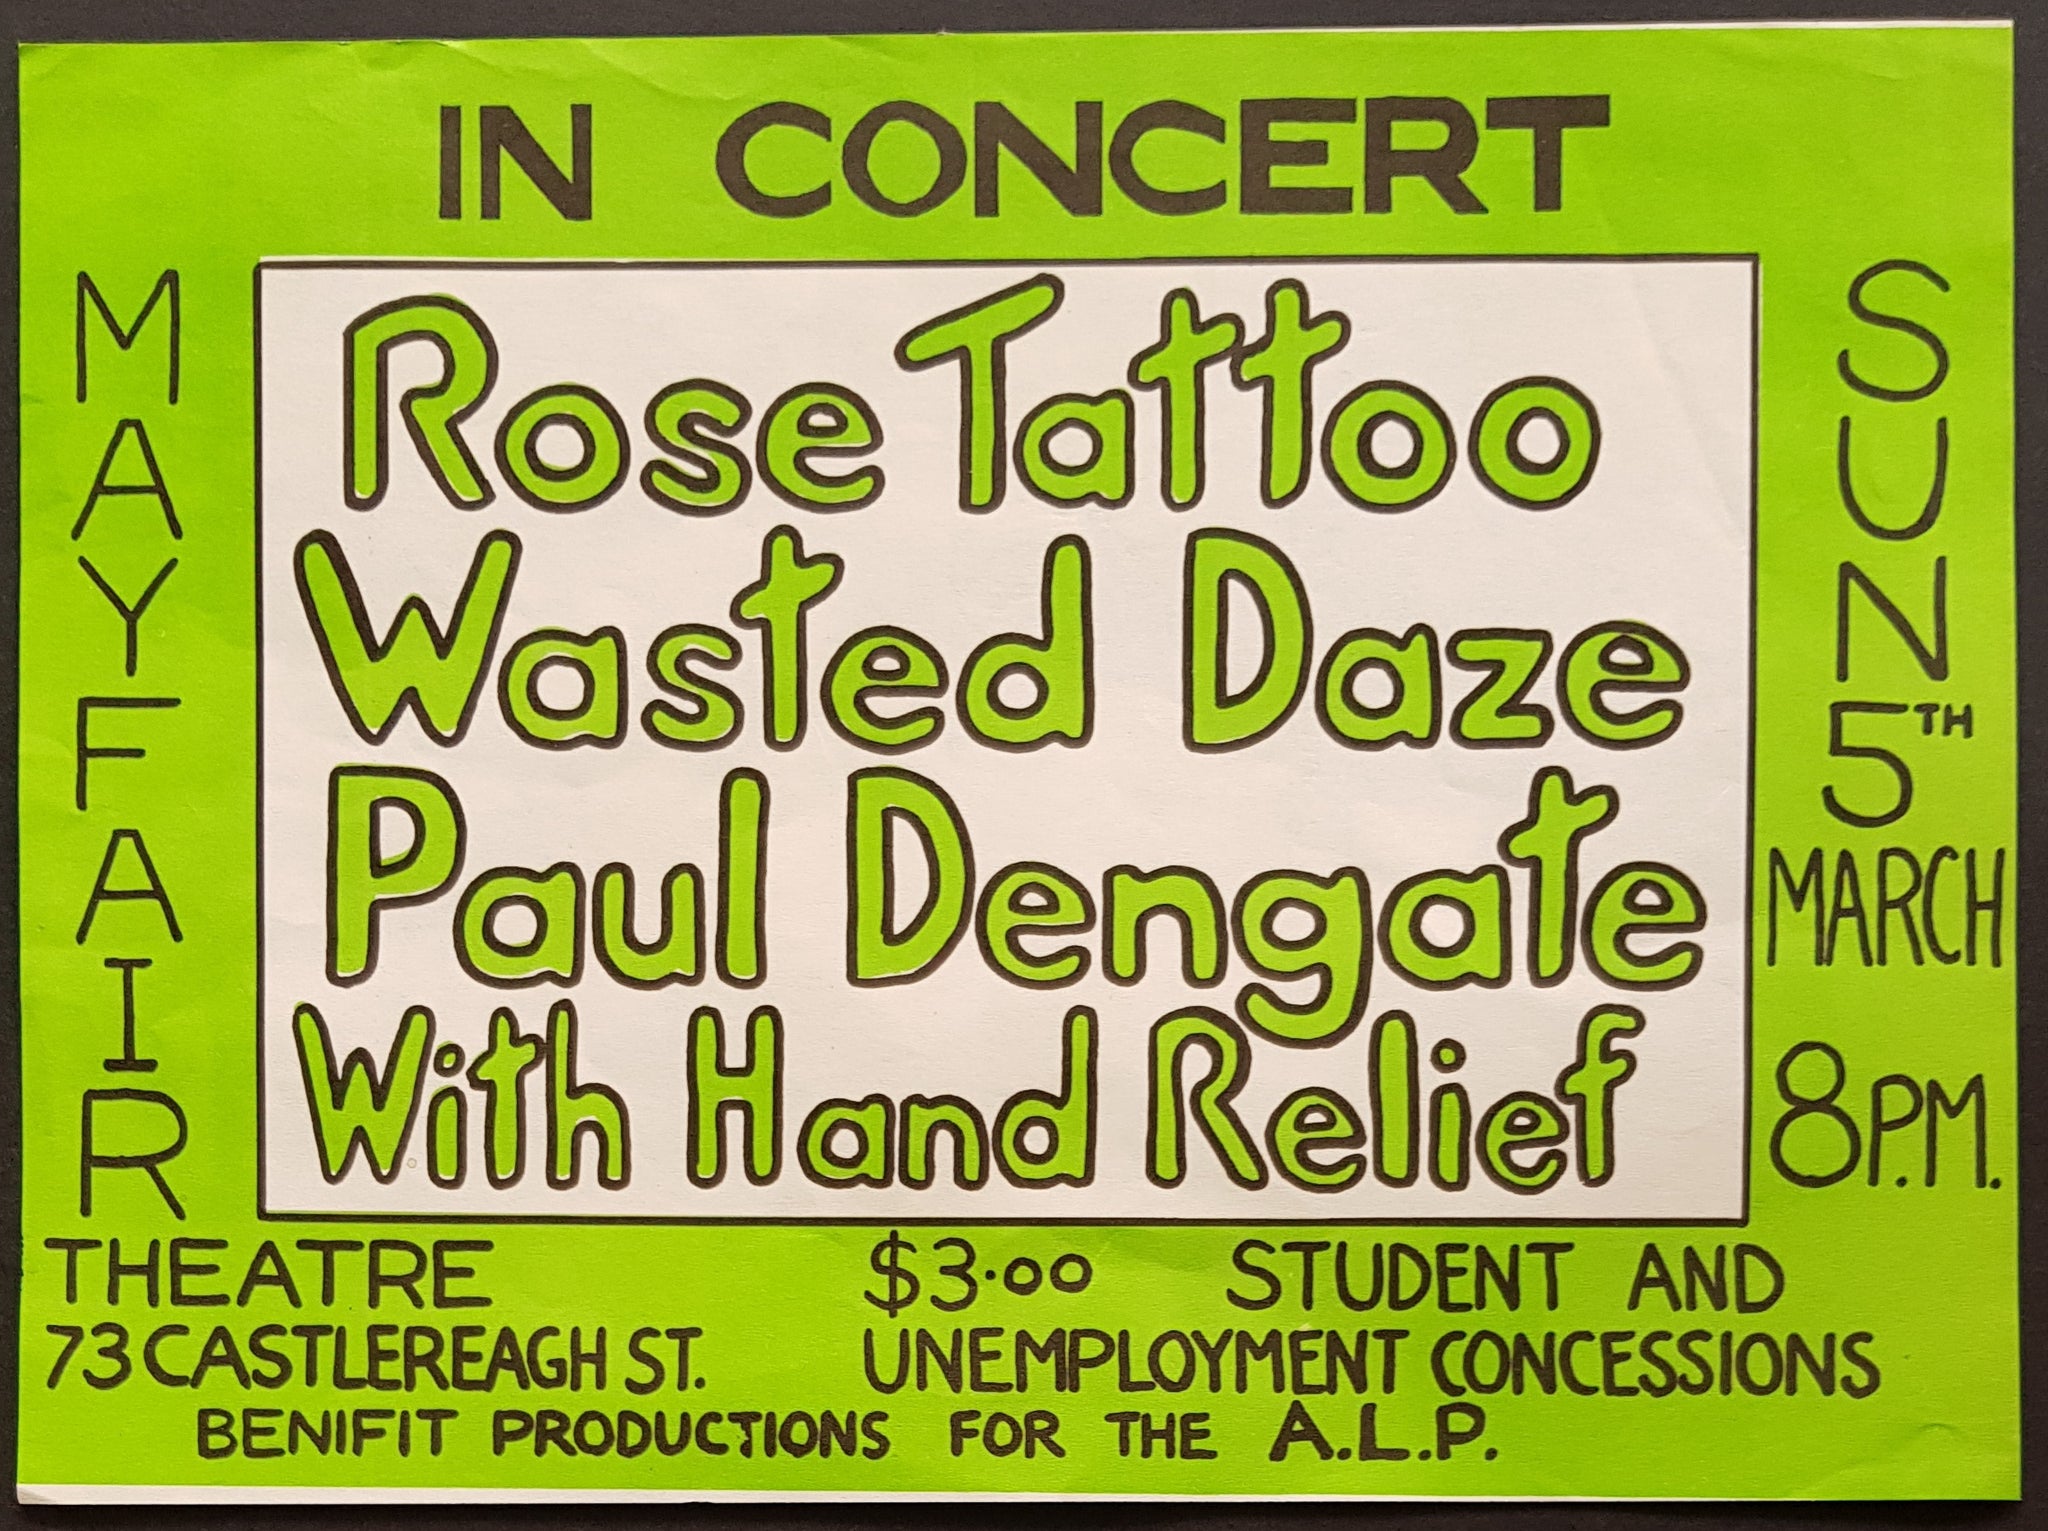 IN CONCERT
MAYFAIR
Rose Tattoo
Wasted Daze
Paul Dengate
With Hand Relief
SUN
5TH
MARCH
8P.M.
THEATRE
73 CASTLEREAGH ST.
$3.00 STUDENT AND
UNEMPLOYMENT CONCESSIONS
BENIFIT PRODUCTIONS FOR THE A.L.P.